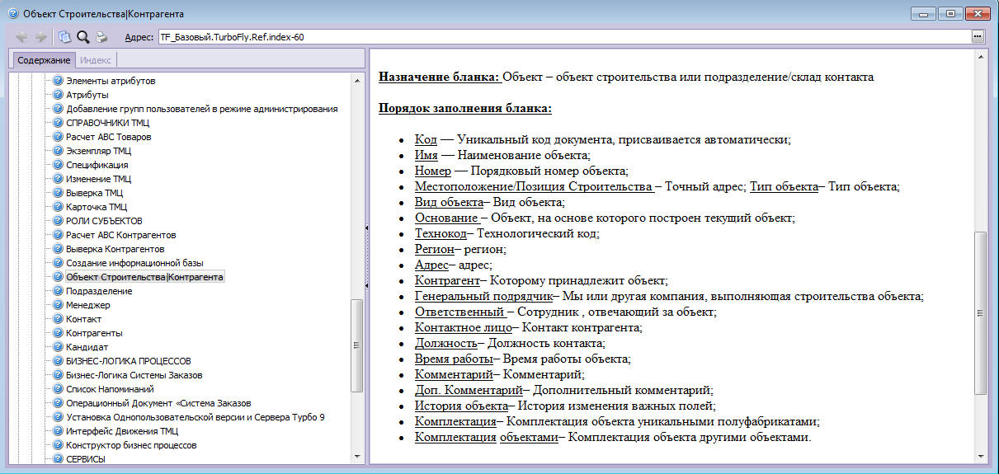 Объект Строительства|Контрагента
Адрес: TF_Базовый.TurboFly.Ref.index-60
Содержание Индекс
Элементы атрибутов
Атрибуты
Добавление групп пользователей в режиме администрирования
СПРАВОЧНИКИ ТМЦ
Расчет АВС Товаров
Экземпляр ТМЦ
Спецификация
Изменение ТМЦ
Выверка ТМЦ
Карточка ТМЦ
РОЛИ СУБЪЕКТОВ
Расчет АВС Контрагентов
Выверка Контрагентов
Создание информационной базы
Объект Строительства|Контрагента
Подразделение
Менеджер
Контакт
Контрагенты
Кандидат
БИЗНЕС-ЛОГИКА ПРОЦЕССОВ
Бизнес-Логика Системы Заказов
Список Напоминаний
Операционный Документ «Система Заказов
Установка Однопользовательской версии и Сервера Турбо 9
Интерфейс Движения ТМЦ
Конструктор бизнес процессов
СЕРВИСЫ
Назначение бланка: Объект – объект строительства или подразделение/склад контакта
Порядок заполнения бланка:
• Код — Уникальный код документа, присваивается автоматически;
• Имя — Наименование объекта;
• Номер — Порядковый номер объекта;
• Местоположение/Позиция Строительства – Точный адрес; Тип объекта– Тип объекта;
• Вид объекта– Вид объекта;
• Основание – Объект, на основе которого построен текущий объект;
• Технокод– Технологический код;
• Регион– регион;
• Адрес– адрес;
• Контрагент– Которому принадлежит объект;
• Генеральный подрядчик– Мы или другая компания, выполняющая строительства объекта;
• Ответственный – Сотрудник , отвечающий за объект;
• Контактное лицо– Контакт контрагента;
• Должность– Должность контакта;
• Время работы– Время работы объекта;
• Комментарий– Комментарий;
• Доп. Комментарий– Дополнительный комментарий;
• История объекта– История изменения важных полей;
• Комплектация– Комплектация объекта уникальными полуфабрикатами;
• Комплектация объектами– Комплектация объекта другими объектами.